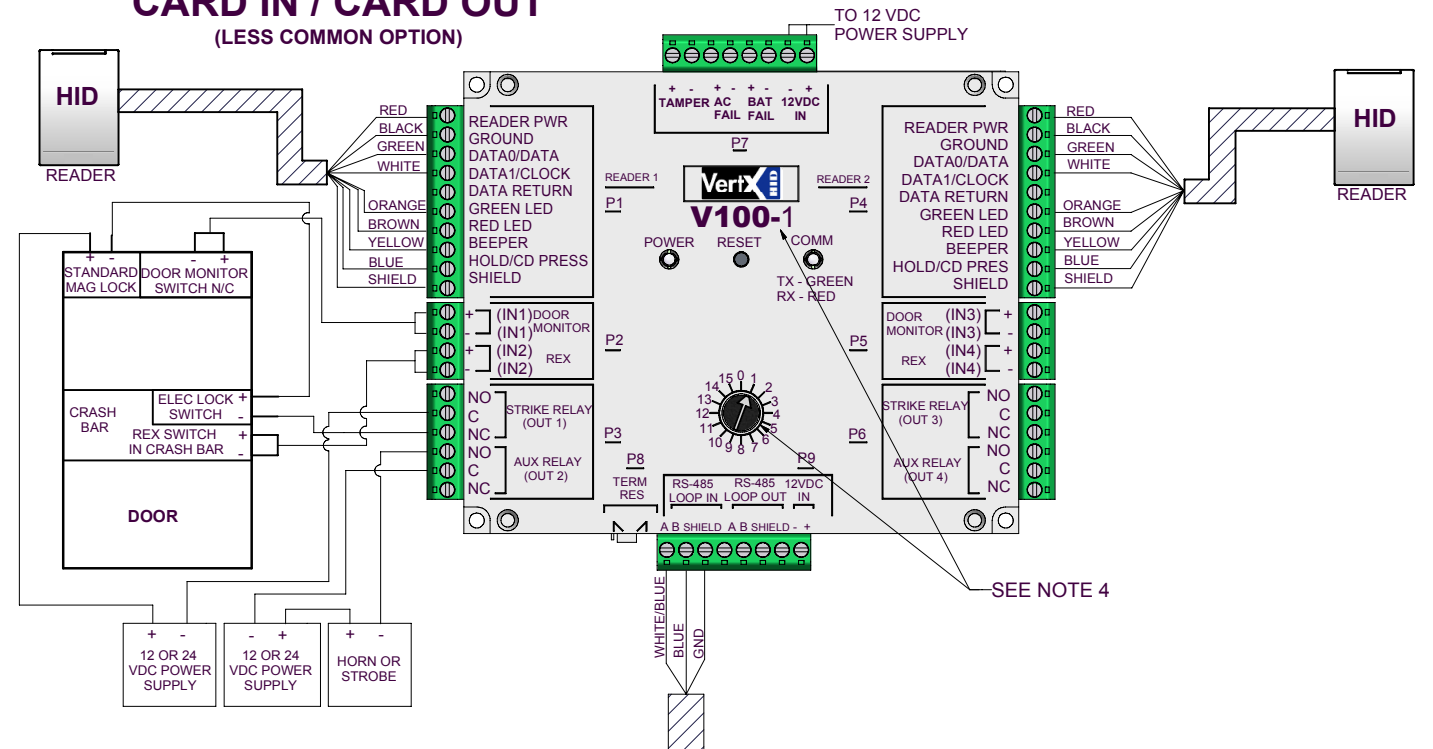 CARD IN / CARD OUT
(LESS COMMON OPTION)
TO 12 VDC
POWER SUPPLY
HID
READER
RED
BLACK
GREEN
WHITE
ORANGE
BROWN
YELLOW
BLUE
SHIELD
READER PWR
GROUND
DATA0/DATA
DATA1/CLOCK
DATA RETURN
GREEN LED
RED LED
BEEPER
HOLD/CD PRESS
SHIELD
+ - + - + - - +
TAMPER AC BAT 12VDC
FAIL FAIL IN
P7
READER 1
P1
VertX HID
V100-1
READER 2
P4
POWER
RESET
COMM
TX - GREEN
RX - RED
READER PWR
GROUND
DATA0/DATA
DATA1/CLOCK
DATA RETURN
GREEN LED
RED LED
BEEPER
HOLD/CD PRES
SHIELD
RED
BLACK
GREEN
WHITE
ORANGE
BROWN
YELLOW
BLUE
SHIELD
HID
READER
+ -
STANDARD
MAG LOCK
- +
DOOR MONITOR
SWITCH N/C
CRASH
BAR
ELEC LOCK +
SWITCH -
REX SWITCH +
IN CRASH BAR -
DOOR
+ (IN1) DOOR
- (IN1) MONITOR
+ (IN2) REX
- (IN2)
P2
NO
C
NC
STRIKE RELAY
(OUT 1)
NO
C
NC
AUX RELAY
(OUT 2)
P3
P8
TERM
RES
0 1 2 3 4 5 6 7 8 9 10 11 12 13 14 15
DOOR (IN3) +
MONITOR (IN3) -
REX (IN4) +
(IN4) -
P5
STRIKE RELAY
(OUT 3)
NO
C
NC
AUX RELAY
(OUT 4)
NO
C
NC
P6
P9
RS-485 RS-485 12VDC
LOOP IN LOOP OUT IN
A B SHIELD A B SHIELD - +
WHITE/BLUE
BLUE
GND
SEE NOTE 4
+ -
12 OR 24
VDC POWER
SUPPLY
- +
12 OR 24
VDC POWER
SUPPLY
+ -
HORN OR
STROBE